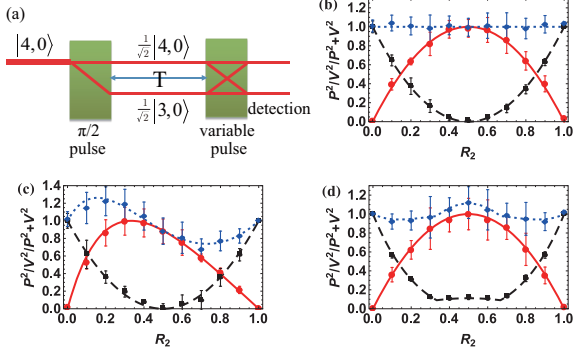 (a)
|4,0⟩
1/√2 |4,0⟩
T
1/√2 |3,0⟩
detection
π/2
pulse
variable
pulse
(b)
P²/V²/P²+V²
1.0
0.8
0.6
0.4
0.2
0.0
0.0 0.2 0.4 0.6 0.8 1.0
R₂
(c)
P²/V²/P²+V²
1.4
1.2
1.0
0.8
0.6
0.4
0.2
0.0
0.0 0.2 0.4 0.6 0.8 1.0
R₂
(d)
P²/V²/P²+V²
1.2
1.0
0.8
0.6
0.4
0.2
0.0
0.0 0.2 0.4 0.6 0.8 1.0
R₂